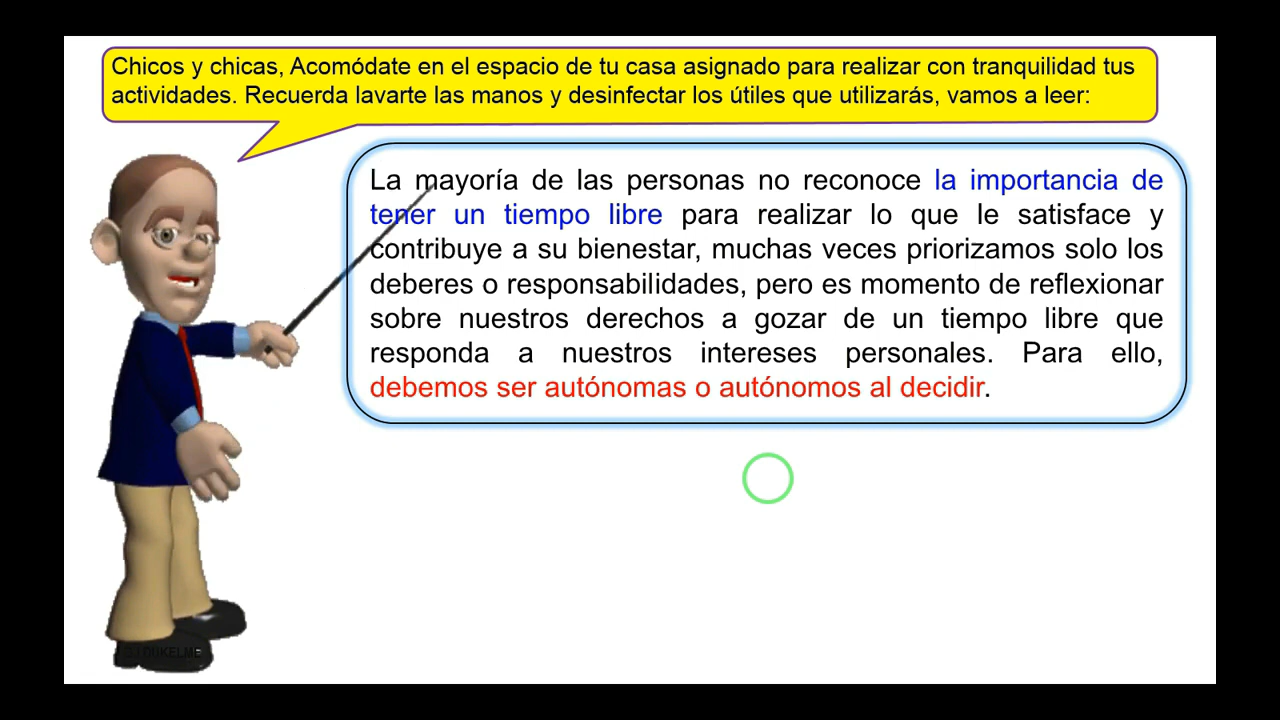 Chicos y chicas, Acomódate en el espacio de tu casa asignado para realizar con tranquilidad tus
actividades. Recuerda lavarte las manos y desinfectar los útiles que utilizarás, vamos a leer:
La mayoría de las personas no reconoce la importancia de
tener un tiempo libre para realizar lo que le satisface y
contribuye a su bienestar, muchas veces priorizamos solo los
deberes o responsabilidades, pero es momento de reflexionar
sobre nuestros derechos a gozar de un tiempo libre que
responda a nuestros intereses personales. Para ello,
debemos ser autónomas o autónomos al decidir.